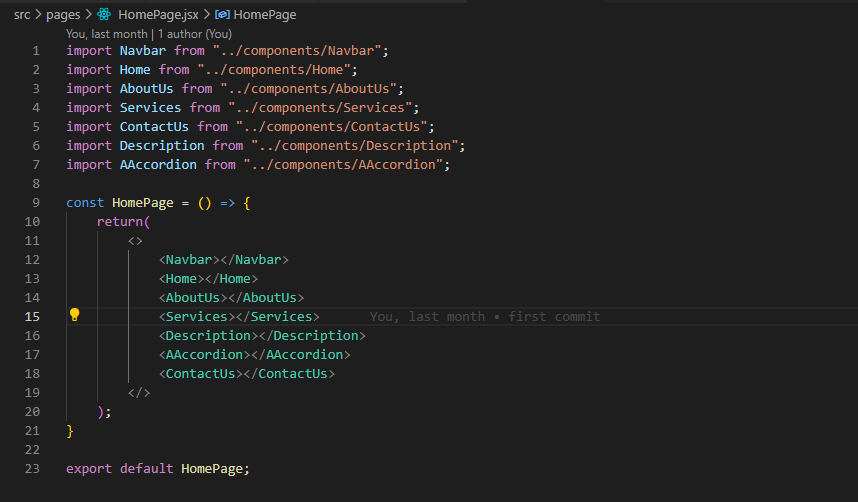 src > pages > HomePage.jsx > HomePage
You, last month | 1 author (You)
1 import Navbar from "../components/Navbar";
2 import Home from "../components/Home";
3 import AboutUs from "../components/AboutUs";
4 import Services from "../components/Services";
5 import ContactUs from "../components/ContactUs";
6 import Description from "../components/Description";
7 import AAccordion from "../components/AAccordion";
8
9 const HomePage = () => {
10     return(
11         <>
12             <Navbar></Navbar>
13             <Home></Home>
14             <AboutUs></AboutUs>
15             <Services></Services> You, last month • first commit
16             <Description></Description>
17             <AAccordion></AAccordion>
18             <ContactUs></ContactUs>
19         </>
20     );
21 }
22
23 export default HomePage;